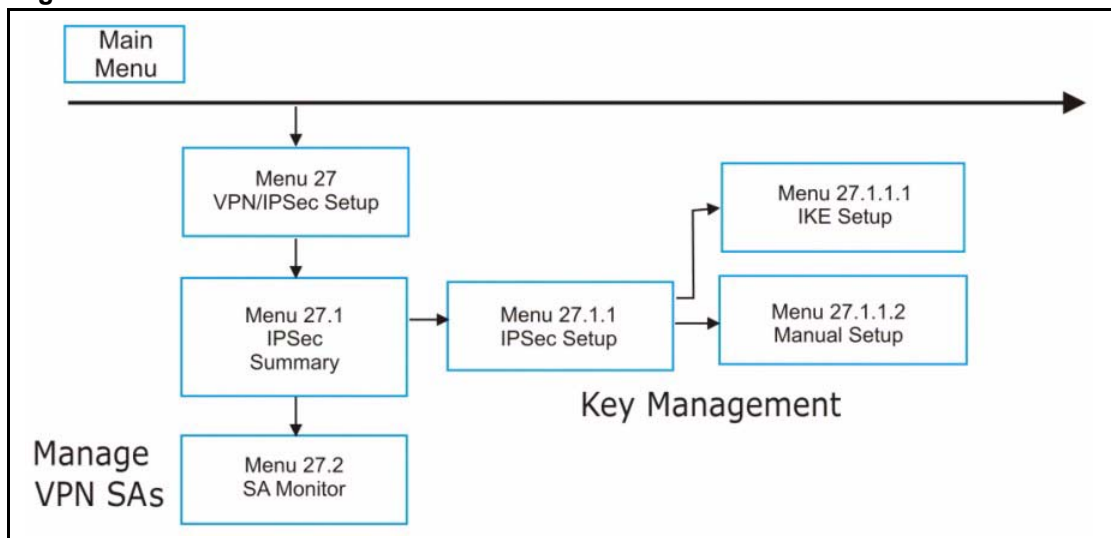 Main
Menu
Menu 27
VPN/IPSec Setup
Menu 27.1.1.1
IKE Setup
Menu 27.1
IPSec
Summary
Menu 27.1.1
IPSec Setup
Menu 27.1.1.2
Manual Setup
Key Management
Manage
VPN SAs
Menu 27.2
SA Monitor